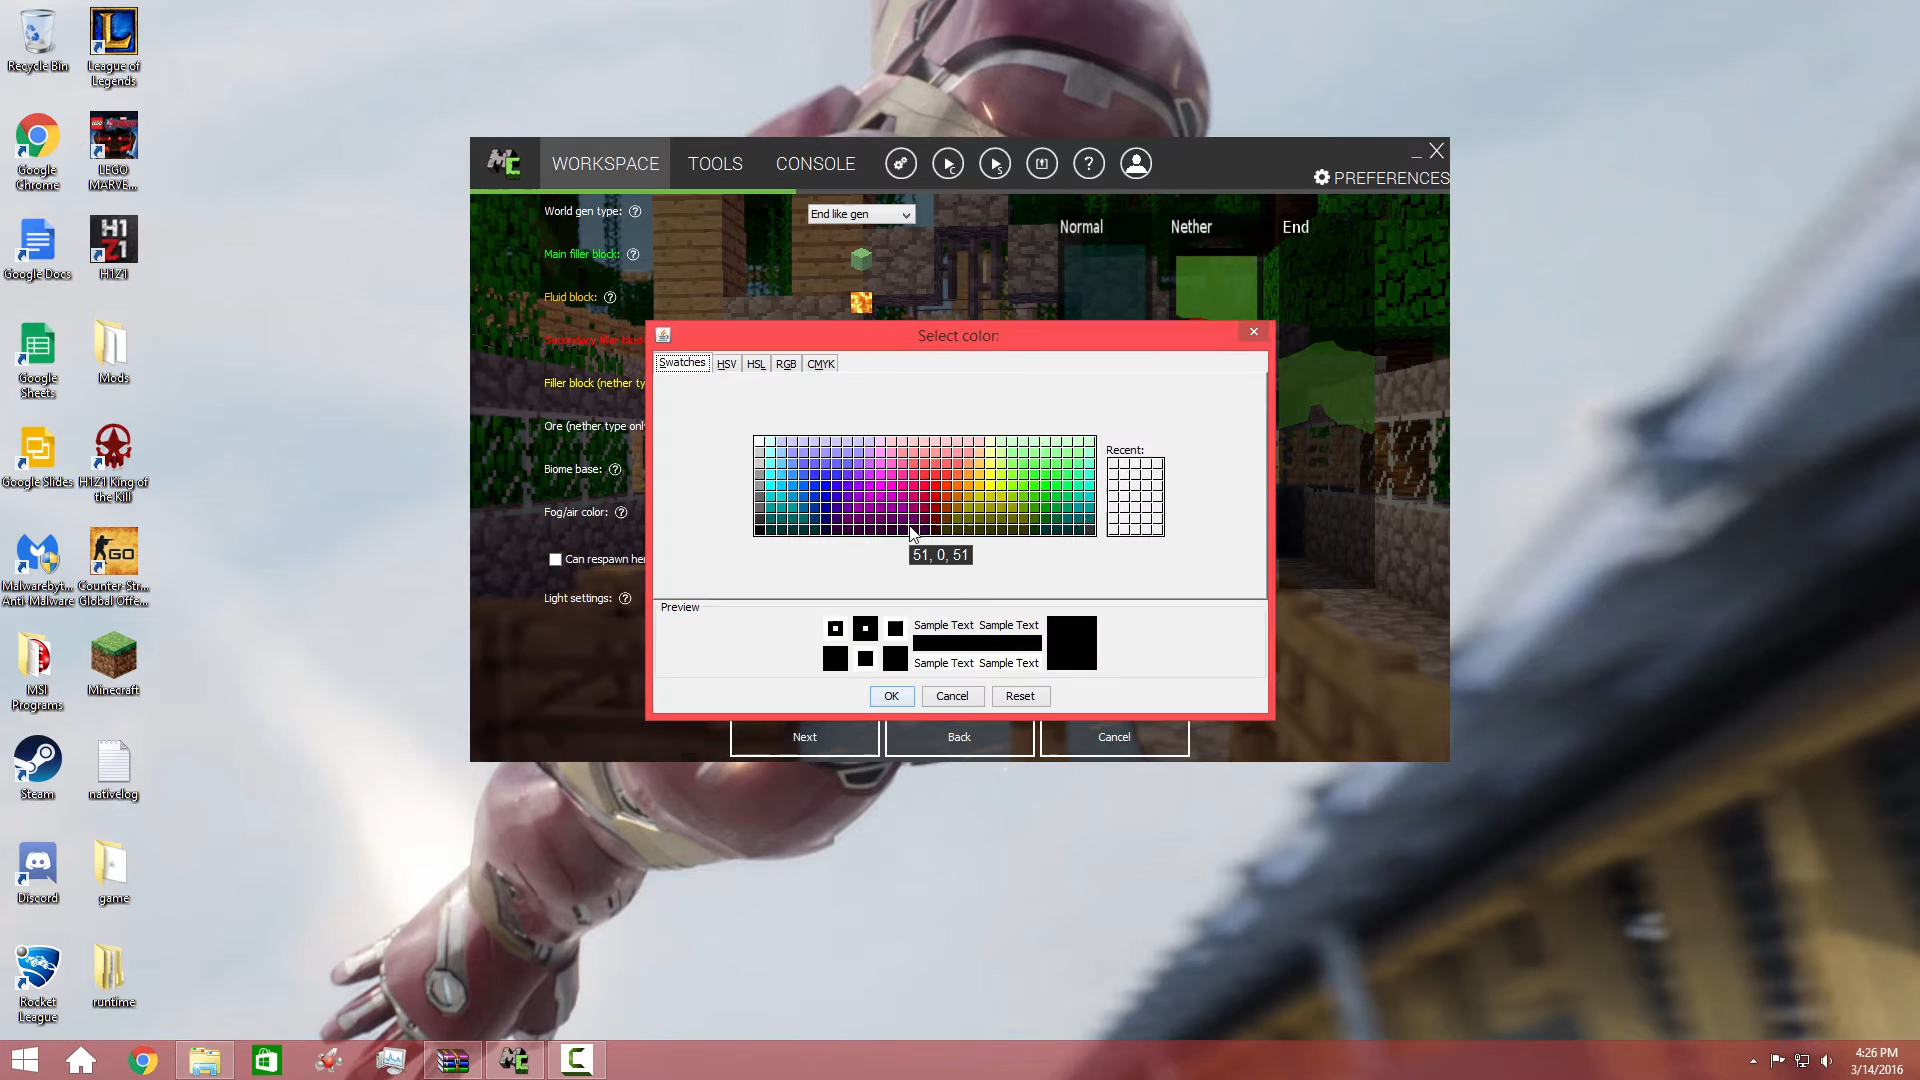 Recycle Bin
League of
Legends
Google
Chrome
LEGO
MARVE...
Google Docs
H1Z1
Google
Sheets
Mods
Google Slides
H1Z1 King of
the Kill
Malwarebyt...
Anti-Malware
Counter-Str...
Global Offe...
MSI
Programs
Minecraft
Steam
nativelog
Discord
game
Rocket
League
runtime
WORKSPACE
TOOLS
CONSOLE
PREFERENCES
World gen type:
End like gen
Normal
Nether
End
Main filler block:
Fluid block:
Filler block (nether ty
Ore (nether type onl
Biome base:
Fog/air color:
Can respawn her
Light settings:
Select color:
Swatches
HSV
HSL
RGB
CMYK
Recent:
51, 0, 51
Preview
Sample Text Sample Text
Sample Text Sample Text
OK
Cancel
Reset
Next
Back
Cancel
4:26 PM
3/14/2016